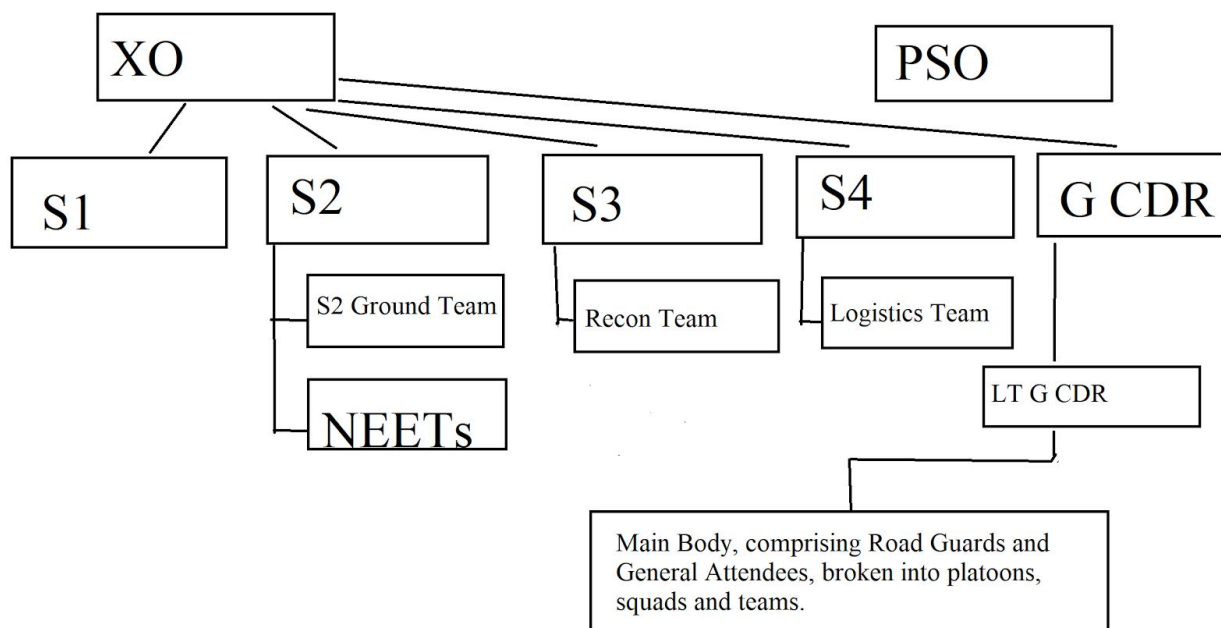 XO
PSO
S1
S2
S3
S4
G CDR
S2 Ground Team
Recon Team
Logistics Team
LT G CDR
NEETs
Main Body, comprising Road Guards and
General Attendees, broken into platoons,
squads and teams.